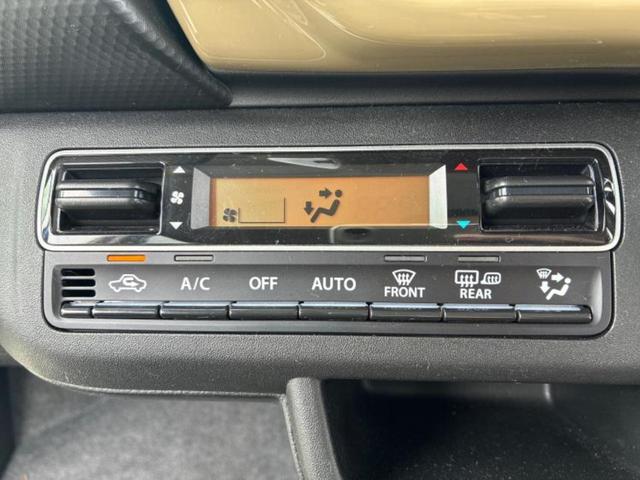 A/C OFF AUTO FRONT REAR